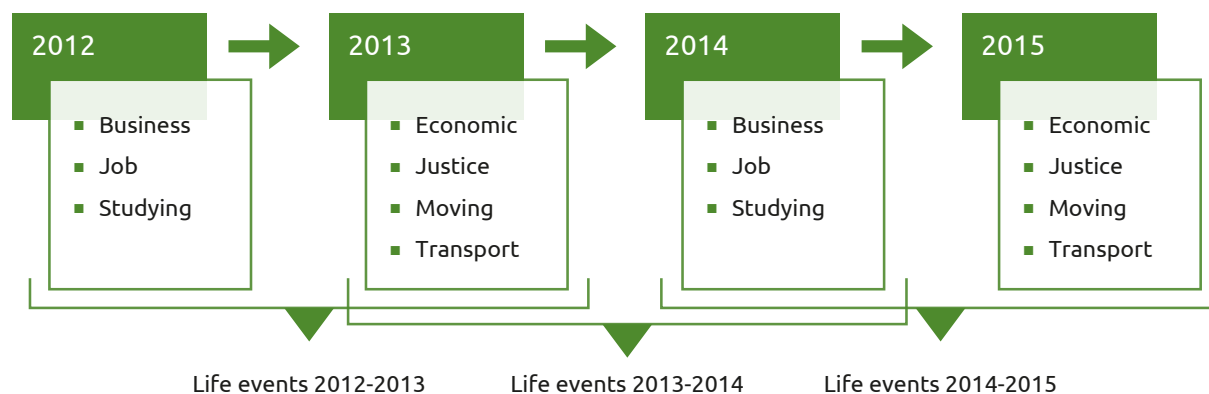 2012
Business
Job
Studying
2013
Economic
Justice
Moving
Transport
2014
Business
Job
Studying
2015
Economic
Justice
Moving
Transport
Life events 2012-2013
Life events 2013-2014
Life events 2014-2015